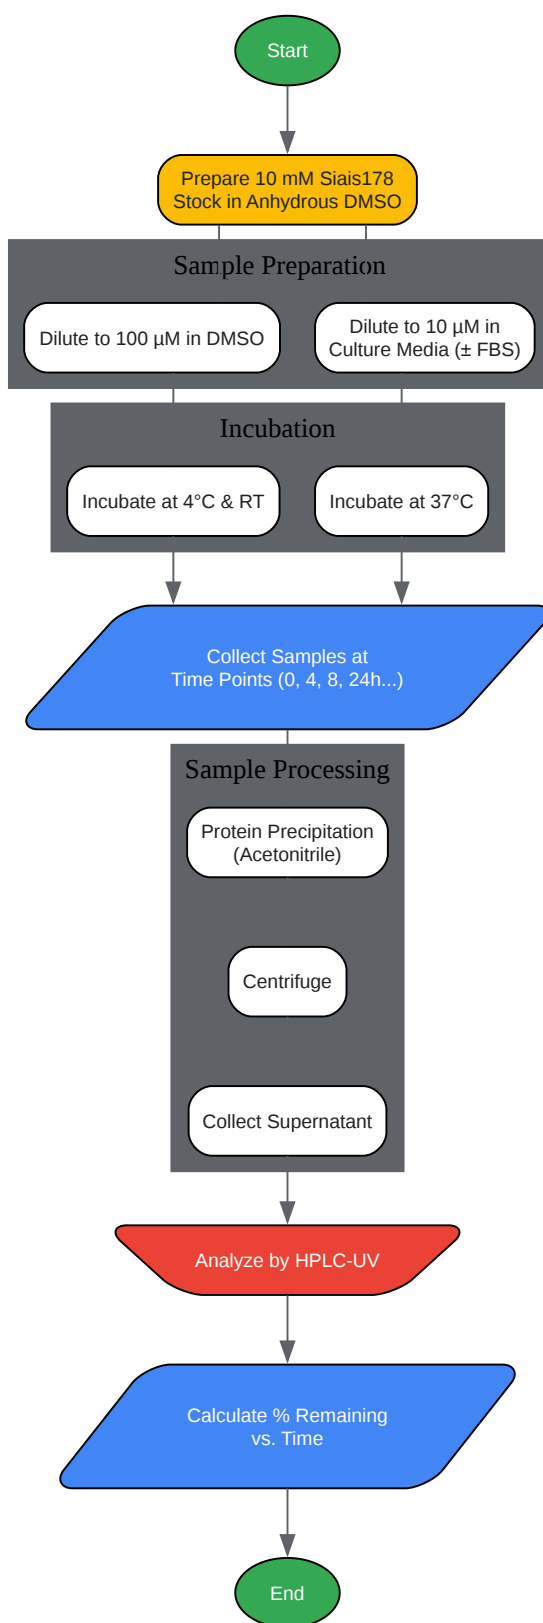 Start
Prepare 10 mM Siais178
Stock in Anhydrous DMSO
Sample Preparation
Dilute to 100 µM in DMSO
Dilute to 10 µM in
Culture Media (± FBS)
Incubation
Incubate at 4°C & RT
Incubate at 37°C
Collect Samples at
Time Points (0, 4, 8, 24h...)
Sample Processing
Protein Precipitation
(Acetonitrile)
Centrifuge
Collect Supernatant
Analyze by HPLC-UV
Calculate % Remaining
vs. Time
End